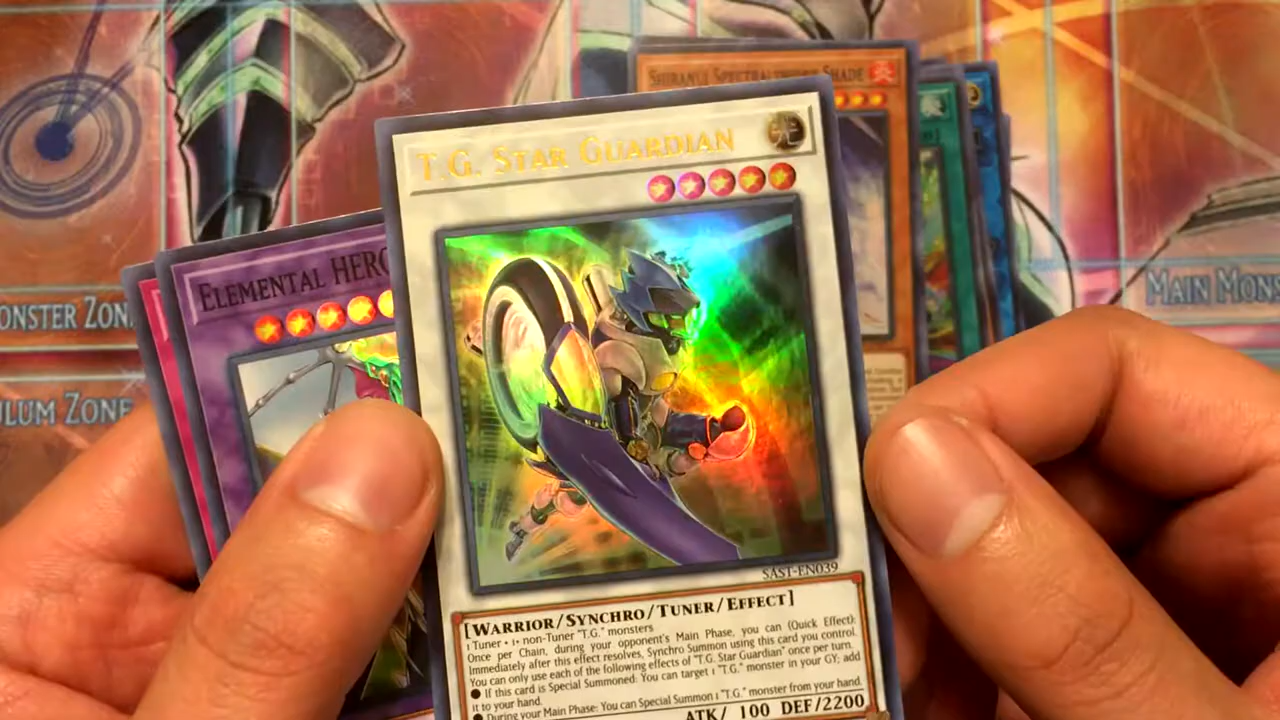 Shiranui Spectralsword Shade
T.G. Star Guardian
Elemental HERO
MAIN MONS
ONSTER ZON
ULUM ZONE
SAST-EN039
[Warrior/Synchro/Tuner/Effect]
1 Tuner + 1+ non-Tuner "T.G." monsters
Once per Chain, during your opponent's Main Phase, you can (Quick Effect):
Immediately after this effect resolves, Synchro Summon using this card you control.
You can only use each of the following effects of "T.G. Star Guardian" once per turn.
● If this card is Special Summoned: You can target 1 "T.G." monster in your GY; add
it to your hand.
● During your Main Phase: You can Special Summon 1 "T.G." monster from your hand.
ATK/ 100 DEF/2200